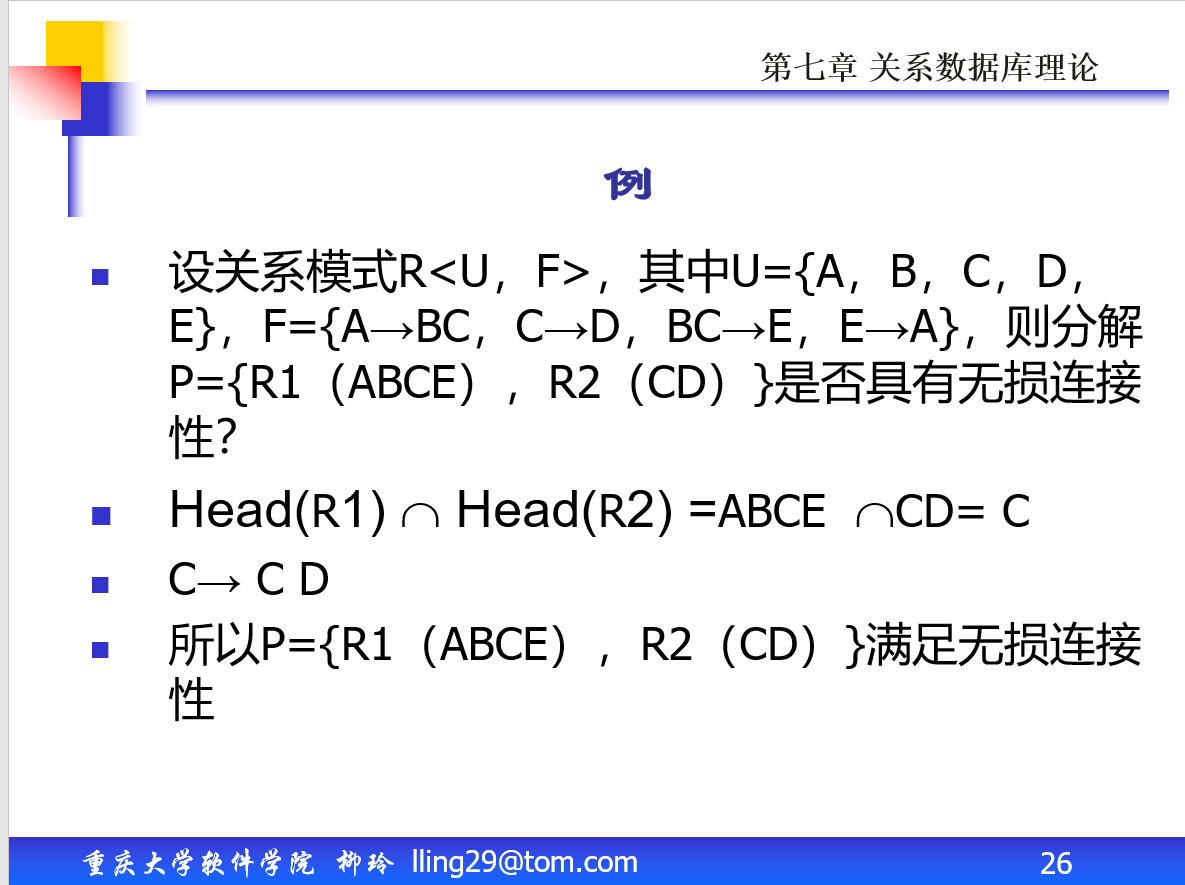 第七章 关系数据库理论
例
设关系模式R<U，F>，其中U={A，B，C，D，
E}，F={A→BC，C→D，BC→E，E→A}，则分解
P={R1（ABCE），R2（CD）}是否具有无损连接
性？
Head(R1) ∩ Head(R2) =ABCE ∩CD= C
C→ C D
所以P={R1（ABCE），R2（CD）}满足无损连接
性
重庆大学软件学院 柳玲 lling29@tom.com 26